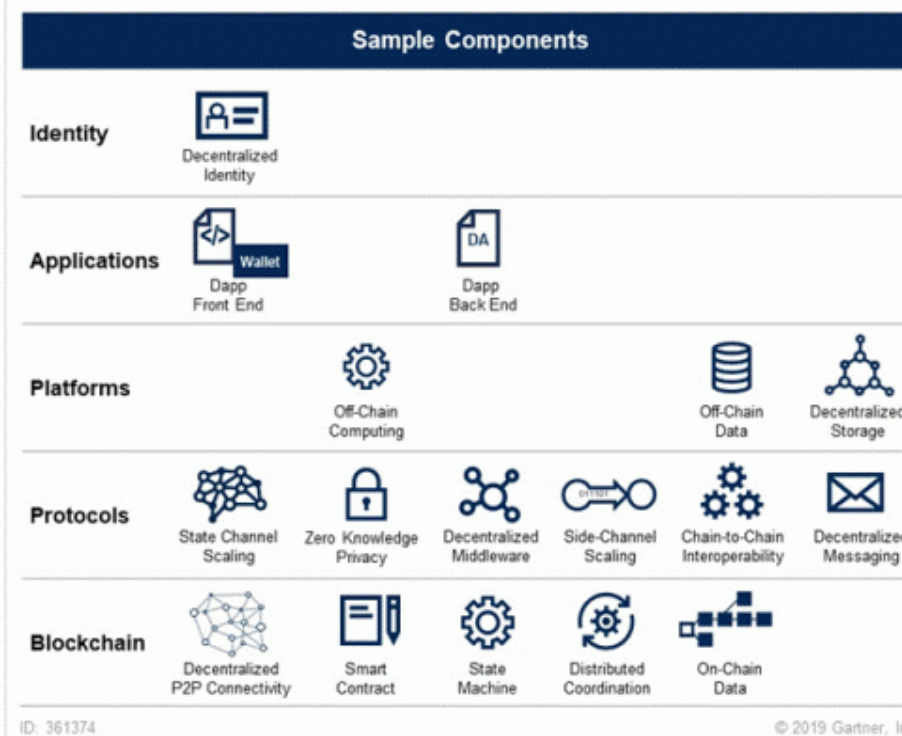 Sample Components
Identity
Decentralized
Identity
Applications
</>
Wallet
Dapp
Front End
DA
Dapp
Back End
Platforms
Off-Chain
Computing
Off-Chain
Data
Decentralized
Storage
Protocols
State Channel
Scaling
Zero Knowledge
Privacy
Decentralized
Middleware
011101
Side-Channel
Scaling
Chain-to-Chain
Interoperability
Decentralized
Messaging
Blockchain
Decentralized
P2P Connectivity
Smart
Contract
State
Machine
Distributed
Coordination
On-Chain
Data
ID: 361374
© 2019 Gartner,